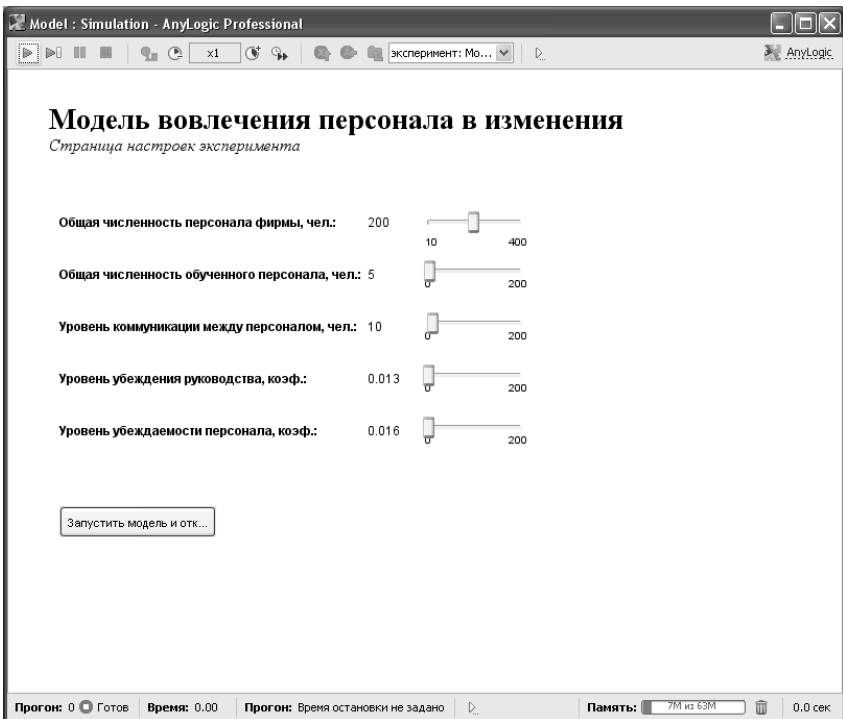 Model : Simulation - AnyLogic Professional
x1 эксперимент: Мо... AnyLogic
Модель вовлечения персонала в изменения
Страница настроек эксперимента
Общая численность персонала фирмы, чел.: 200
10 400
Общая численность обученного персонала, чел.: 5
0 200
Уровень коммуникации между персоналом, чел.: 10
0 200
Уровень убеждения руководства, коэф.: 0.013
0 200
Уровень убеждаемости персонала, коэф.: 0.016
0 200
Запустить модель и отк...
Прогон: 0 Готов Время: 0.00 Прогон: Время остановки не задано Память: 7M из 63M 0.0 сек